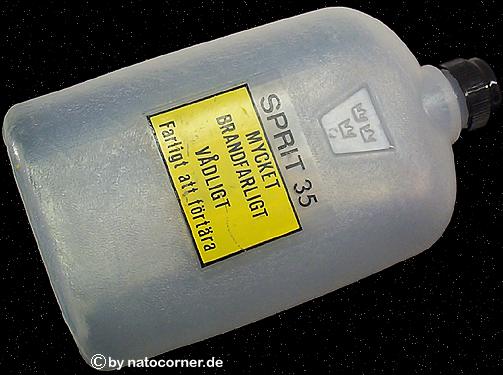 SPRIT 35
MYCKET
BRANDFARLIGT
VÅDLIGT
Farligt att förtära
© by natocorner.de